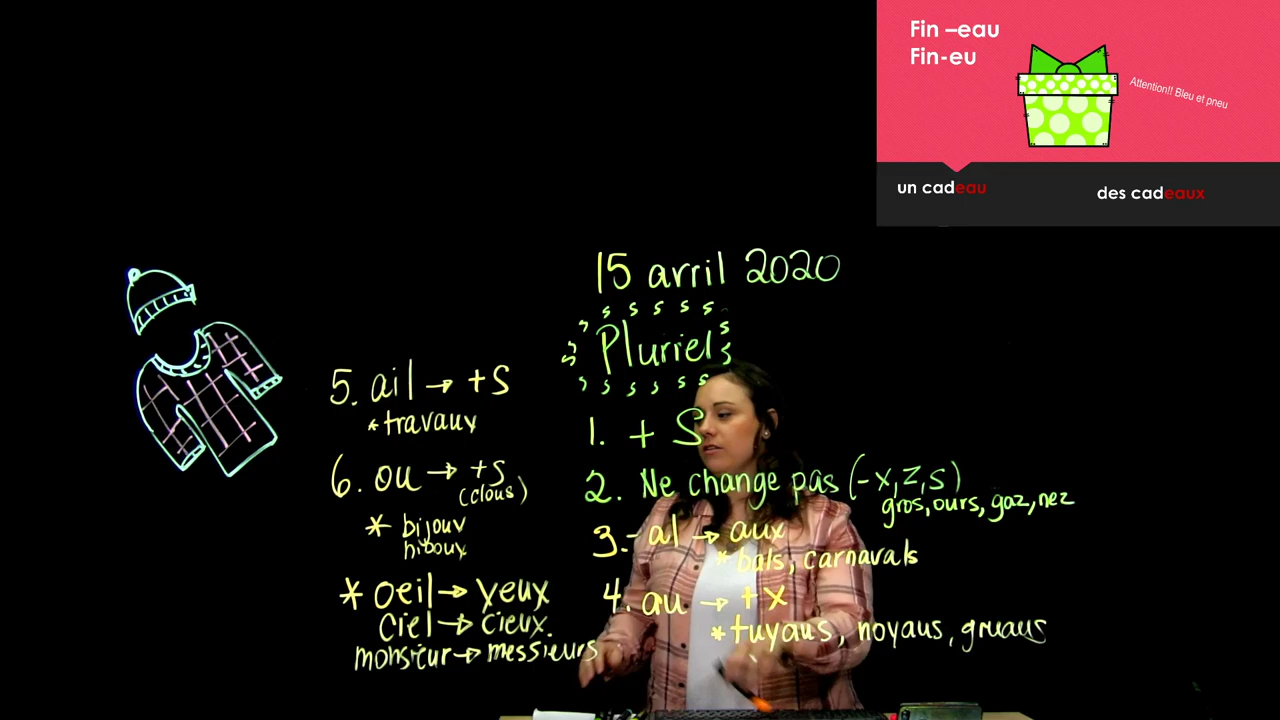 Fin –eau
Fin-eu
Attention!! Bleu et pneu
un cadeau
des cadeaux
15 avril 2020
Pluriel
1. + S
2. Ne change pas (-x, z, s)
gros, ours, gaz, nez
3. -al → aux
* bals, carnavals
4. au → + x
* tuyaus, noyaus, gruaus
5. ail → + S
* travaux
6. ou → + S
(clous)
* bijoux
hiboux
* oeil → yeux
ciel → cieux.
monsieur → messieurs